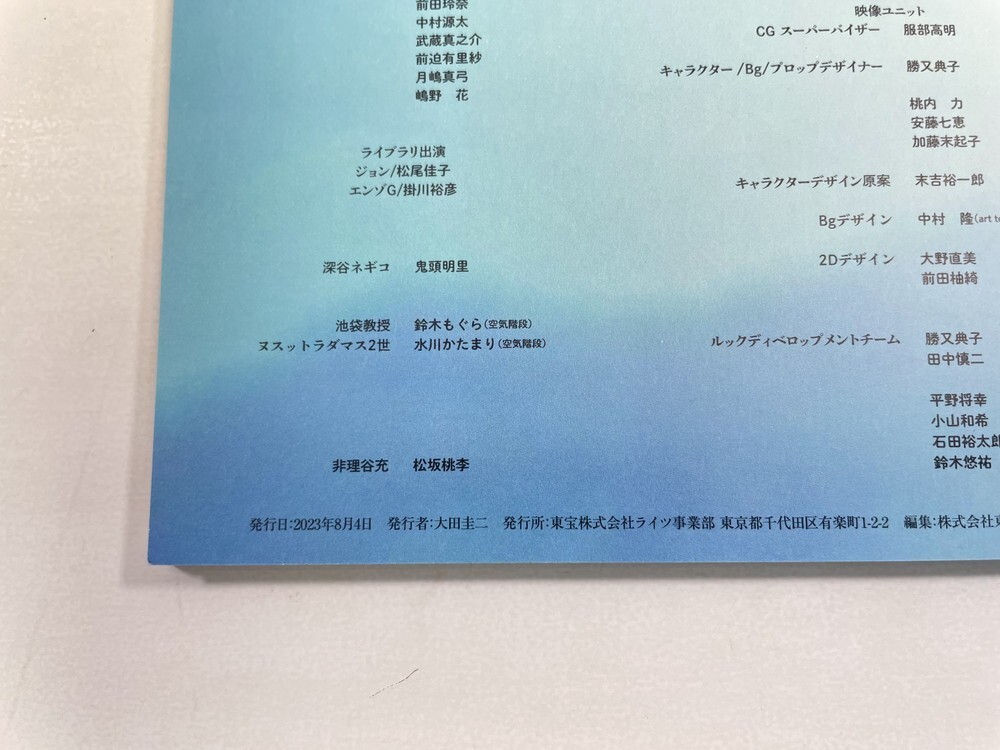 前田玲奈
中村源太
武蔵真之介
前迫有里紗
月嶋真弓
嶋野　花
ライブラリ出演
ジョン/松尾佳子
エンゾG/掛川裕彦
深谷ネギコ　鬼頭明里
池袋教授　鈴木もぐら(空気階段)
ヌスットラダマス2世　水川かたまり(空気階段)
非理谷充　松坂桃李
映像ユニット
CG スーパーバイザー　服部高明
キャラクター/Bg/プロップデザイナー　勝又典子
桃内　力
安藤七恵
加藤末起子
キャラクターデザイン原案　末吉裕一郎
Bgデザイン　中村　隆(art to
2Dデザイン　大野直美
前田柚綺
ルックディベロップメントチーム　勝又典子
田中慎二
平野将幸
小山和希
石田裕太郎
鈴木悠祐
発行日:2023年8月4日　発行者:大田圭二　発行所:東宝株式会社ライツ事業部 東京都千代田区有楽町1-2-2　編集:株式会社東